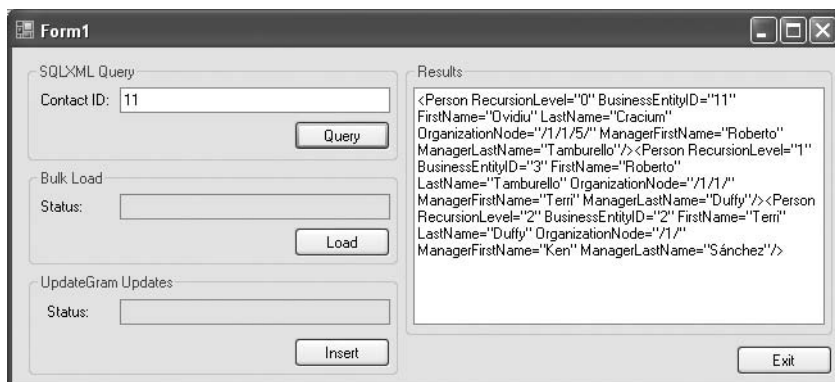 Form1
SQLXML Query
Contact ID: 11
Query
Bulk Load
Status:
Load
UpdateGram Updates
Status:
Insert
Results
<Person RecursionLevel="0" BusinessEntityID="11"
FirstName="Ovidiu" LastName="Cracium"
OrganizationNode="/1/1/5/" ManagerFirstName="Roberto"
ManagerLastName="Tamburello"/><Person RecursionLevel="1"
BusinessEntityID="3" FirstName="Roberto"
LastName="Tamburello" OrganizationNode="/1/1/"
ManagerFirstName="Terri" ManagerLastName="Duffy"/><Person
RecursionLevel="2" BusinessEntityID="2" FirstName="Terri"
LastName="Duffy" OrganizationNode="/1/"
ManagerFirstName="Ken" ManagerLastName="Sánchez"/>
Exit